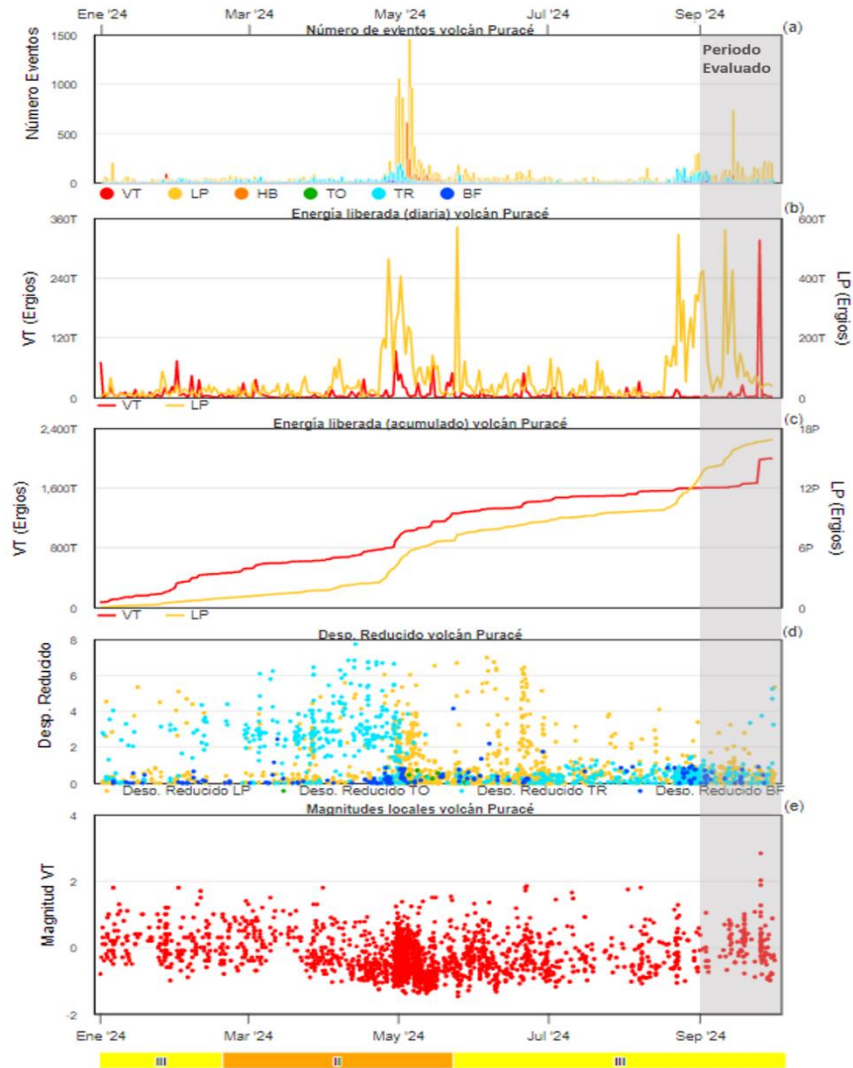 Ene '24 Mar '24 May '24 Jul '24 Sep '24
Número de eventos volcán Puracé (a)
Número Eventos
1500
1000
500
0
Periodo
Evaluado
VT LP HB TO TR BF
Energía liberada (diaria) volcán Puracé (b)
VT (Ergios)
360T
240T
120T
0
LP (Ergios)
600T
400T
200T
0
VT LP
Energía liberada (acumulado) volcán Puracé (c)
VT (Ergios)
2,400T
1,600T
800T
0
LP (Ergios)
18P
12P
6P
0
VT LP
Desp. Reducido volcán Puracé (d)
Desp. Reducido
8
6
4
2
0
Desp. Reducido LP Desp. Reducido TO Desp. Reducido TR Desp. Reducido BF
Magnitudes locales volcán Puracé (e)
Magnitud VT
4
2
0
-2
Ene '24 Mar '24 May '24 Jul '24 Sep '24
III II III